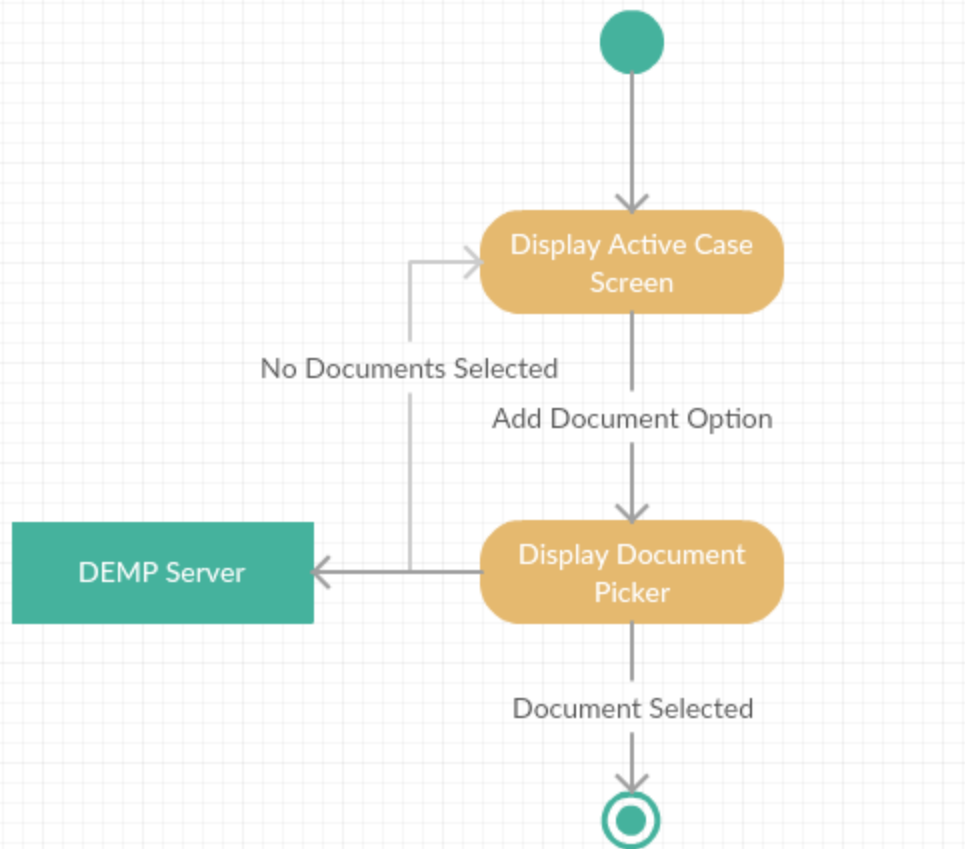 Display Active Case
Screen
No Documents Selected
Add Document Option
DEMP Server
Display Document
Picker
Document Selected